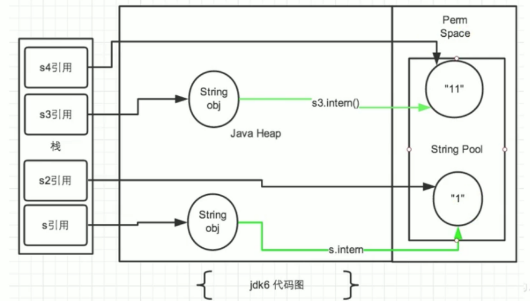 Perm
Space
s4引用
s3引用
栈
s2引用
s引用
String
obj
s3.intern()
Java Heap
"11"
String Pool
"1"
String
obj
s.intern
jdk6 代码图